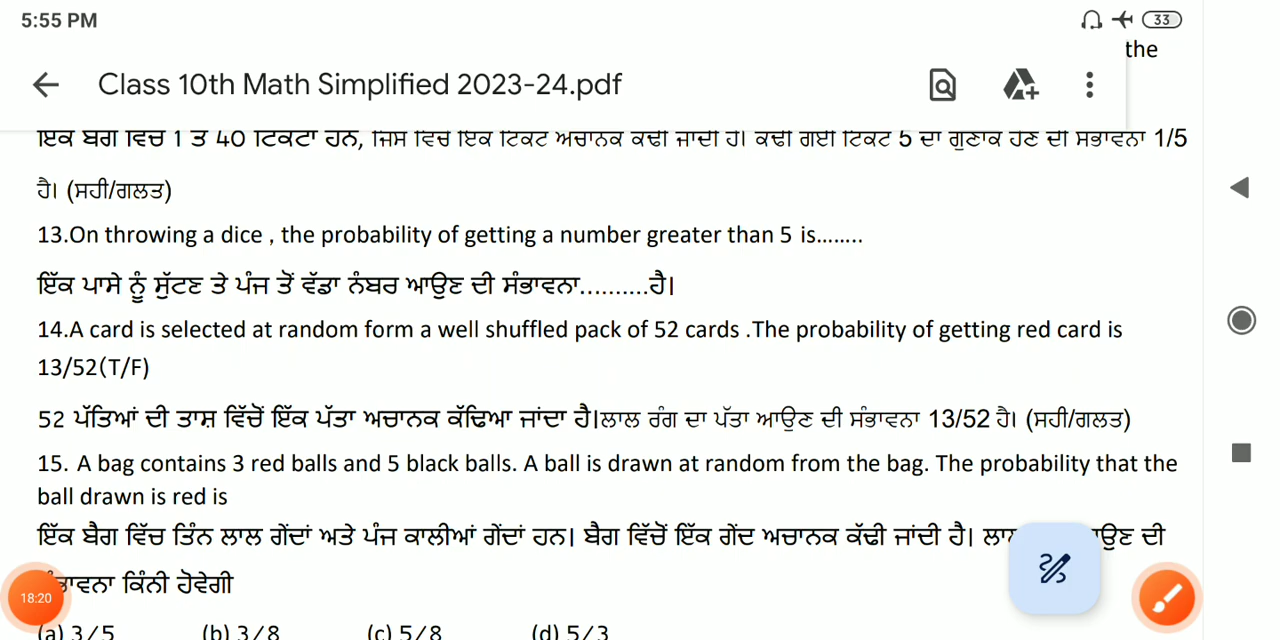 5:55 PM
33
the
Class 10th Math Simplified 2023-24.pdf
ਇਕ ਬੈਗ ਵਿਚ 1 ਤੋਂ 40 ਟਿਕਟਾਂ ਹਨ, ਜਿਸ ਵਿਚੋਂ ਇਕ ਟਿਕਟ ਅਚਾਨਕ ਕਢੀ ਜਾਂਦੀ ਹੈ। ਕਢੀ ਗਈ ਟਿਕਟ 5 ਦਾ ਗੁਣਾਂਕ ਹੋਣ ਦੀ ਸੰਭਾਵਨਾ 1/5
ਹੈ। (ਸਹੀ/ਗਲਤ)
13.On throwing a dice , the probability of getting a number greater than 5 is........
ਇੱਕ ਪਾਸੇ ਨੂੰ ਸੁੱਟਣ ਤੇ ਪੰਜ ਤੋਂ ਵੱਡਾ ਨੰਬਰ ਆਉਣ ਦੀ ਸੰਭਾਵਨਾ..........ਹੈ।
14.A card is selected at random form a well shuffled pack of 52 cards .The probability of getting red card is
13/52(T/F)
52 ਪੱਤਿਆਂ ਦੀ ਤਾਸ਼ ਵਿੱਚੋਂ ਇੱਕ ਪੱਤਾ ਅਚਾਨਕ ਕੱਢਿਆ ਜਾਂਦਾ ਹੈ।ਲਾਲ ਰੰਗ ਦਾ ਪੱਤਾ ਆਉਣ ਦੀ ਸੰਭਾਵਨਾ 13/52 ਹੈ। (ਸਹੀ/ਗਲਤ)
15. A bag contains 3 red balls and 5 black balls. A ball is drawn at random from the bag. The probability that the
ball drawn is red is
ਇੱਕ ਬੈਗ ਵਿੱਚ ਤਿੰਨ ਲਾਲ ਗੇਂਦਾਂ ਅਤੇ ਪੰਜ ਕਾਲੀਆਂ ਗੇਂਦਾਂ ਹਨ। ਬੈਗ ਵਿੱਚੋਂ ਇੱਕ ਗੇਂਦ ਅਚਾਨਕ ਕੱਢੀ ਜਾਂਦੀ ਹੈ। ਦੀ
ਕਿੰਨੀ ਹੋਵੇਗੀ
18:20
(a) 3/5 (b) 3/8 (c) 5/8 (d) 5/3